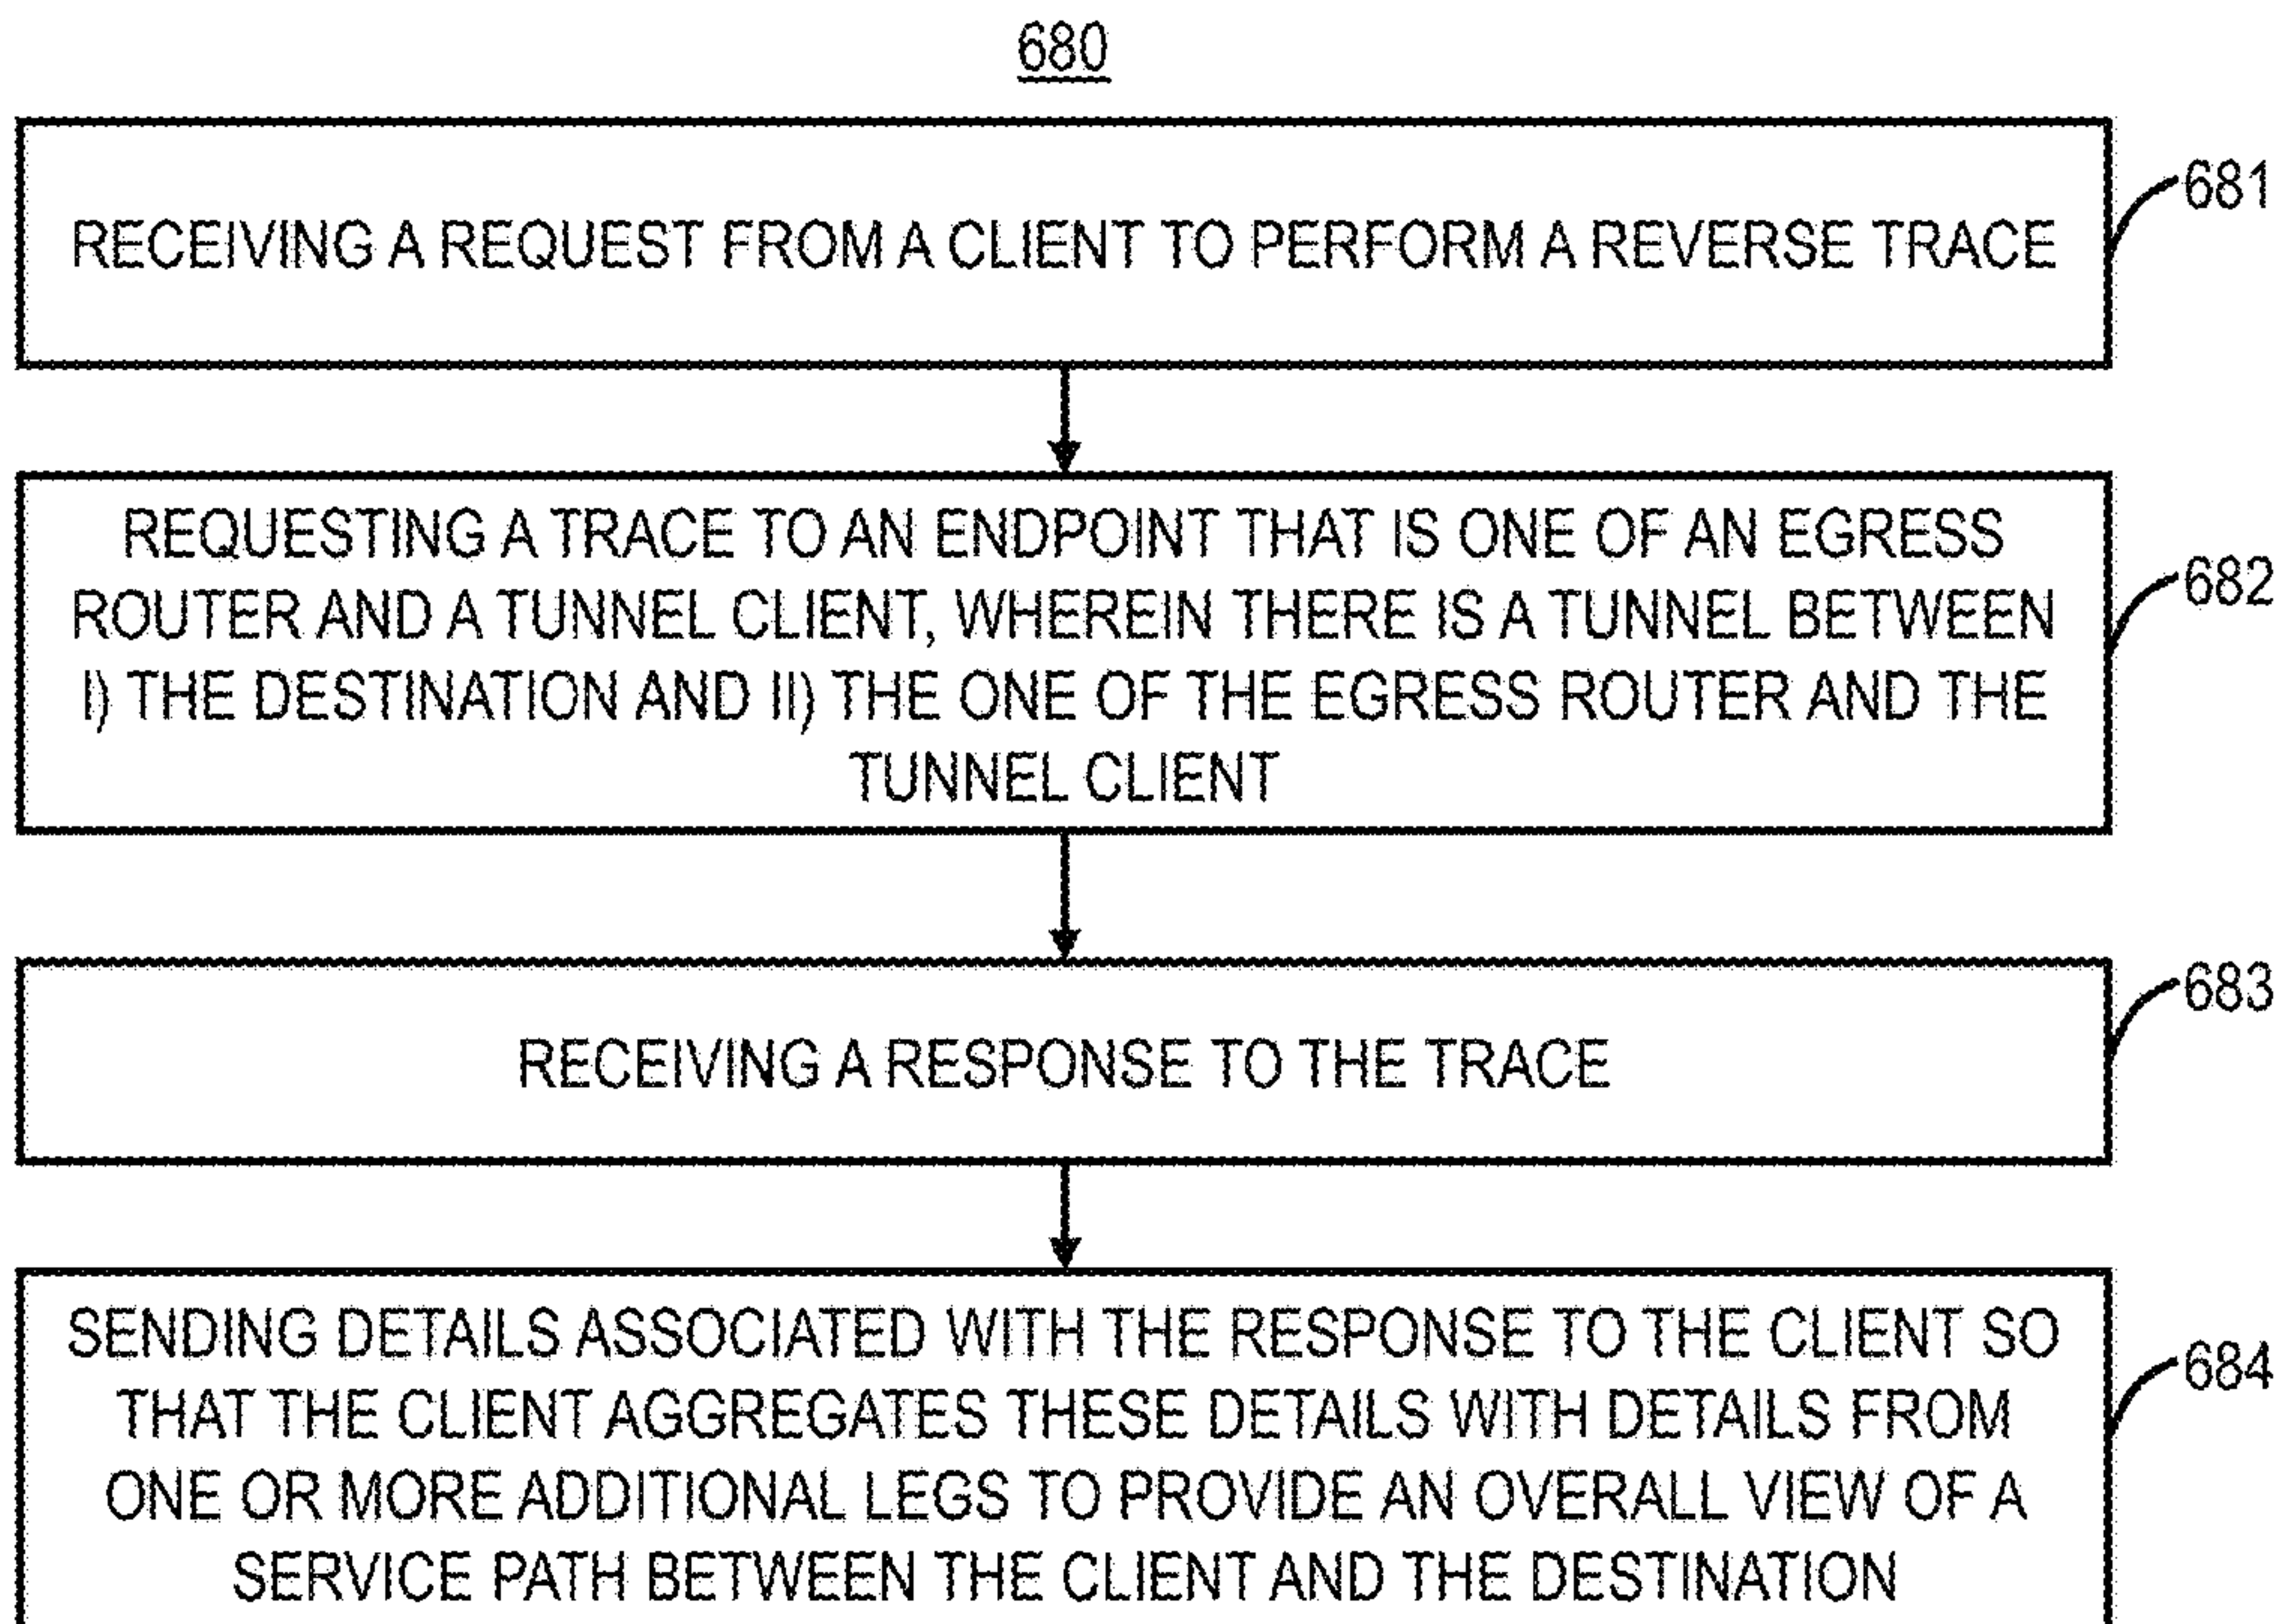 680
RECEIVING A REQUEST FROM A CLIENT TO PERFORM A REVERSE TRACE
681
REQUESTING A TRACE TO AN ENDPOINT THAT IS ONE OF AN EGRESS
ROUTER AND A TUNNEL CLIENT, WHEREIN THERE IS A TUNNEL BETWEEN
I) THE DESTINATION AND II) THE ONE OF THE EGRESS ROUTER AND THE
TUNNEL CLIENT
682
RECEIVING A RESPONSE TO THE TRACE
683
SENDING DETAILS ASSOCIATED WITH THE RESPONSE TO THE CLIENT SO
THAT THE CLIENT AGGREGATES THESE DETAILS WITH DETAILS FROM
ONE OR MORE ADDITIONAL LEGS TO PROVIDE AN OVERALL VIEW OF A
SERVICE PATH BETWEEN THE CLIENT AND THE DESTINATION
684